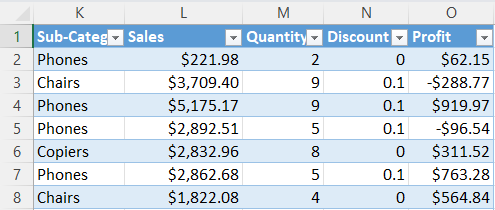 K L M N O
1 Sub-Categ Sales Quantity Discount Profit
2 Phones $221.98 2 0 $62.15
3 Chairs $3,709.40 9 0.1 -$288.77
4 Phones $5,175.17 9 0.1 $919.97
5 Phones $2,892.51 5 0.1 -$96.54
6 Copiers $2,832.96 8 0 $311.52
7 Phones $2,862.68 5 0.1 $763.28
8 Chairs $1,822.08 4 0 $564.84